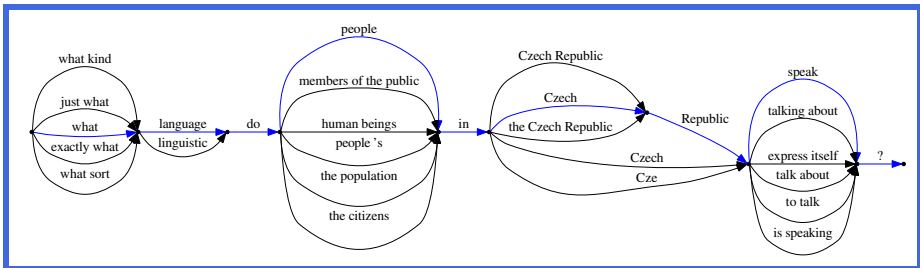 what kind
just what
what
exactly what
what sort
language
linguistic
do
people
members of the public
human beings
people 's
the population
the citizens
in
Czech Republic
Czech
the Czech Republic
Czech
Cze
Republic
speak
talking about
express itself
talk about
to talk
is speaking
?